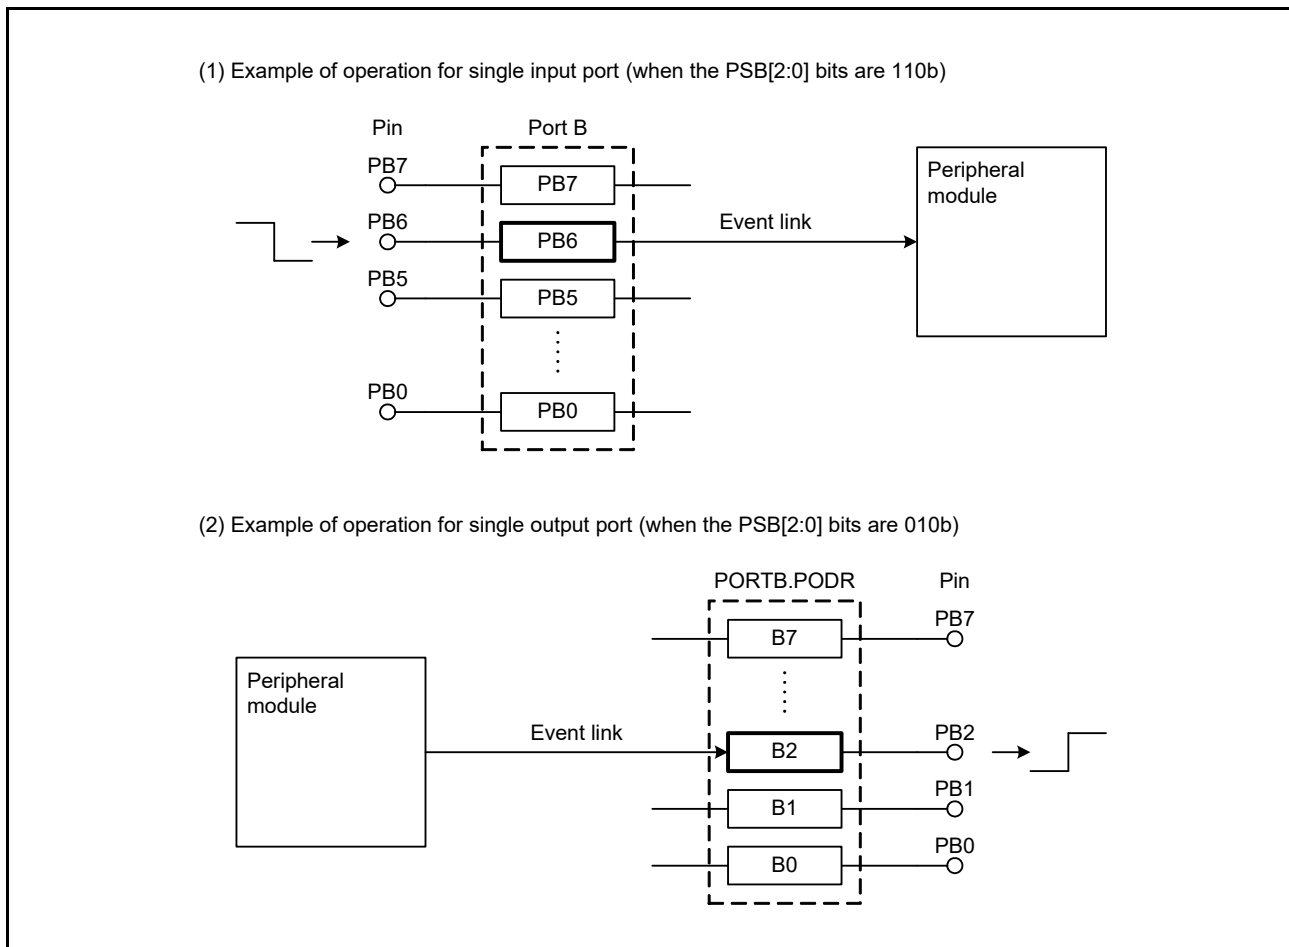 (1) Example of operation for single input port (when the PSB[2:0] bits are 110b)
Pin
Port B
PB7
PB7
Peripheral
module
PB6
PB6
Event link
PB5
PB5
PB0
PB0
(2) Example of operation for single output port (when the PSB[2:0] bits are 010b)
PORTB.PODR
Pin
B7
PB7
Peripheral
module
Event link
B2
PB2
B1
PB1
B0
PB0